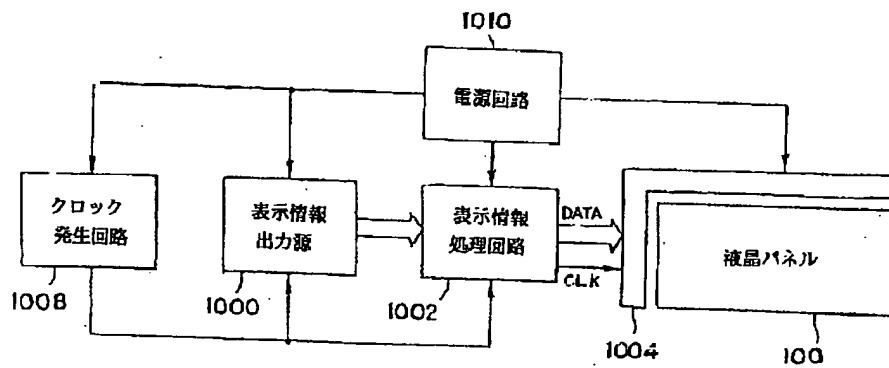 1010
電源回路
クロック
発生回路
表示情報
出力源
表示情報
処理回路
DATA
CLK
液晶パネル
1008
1000
1002
1004
100